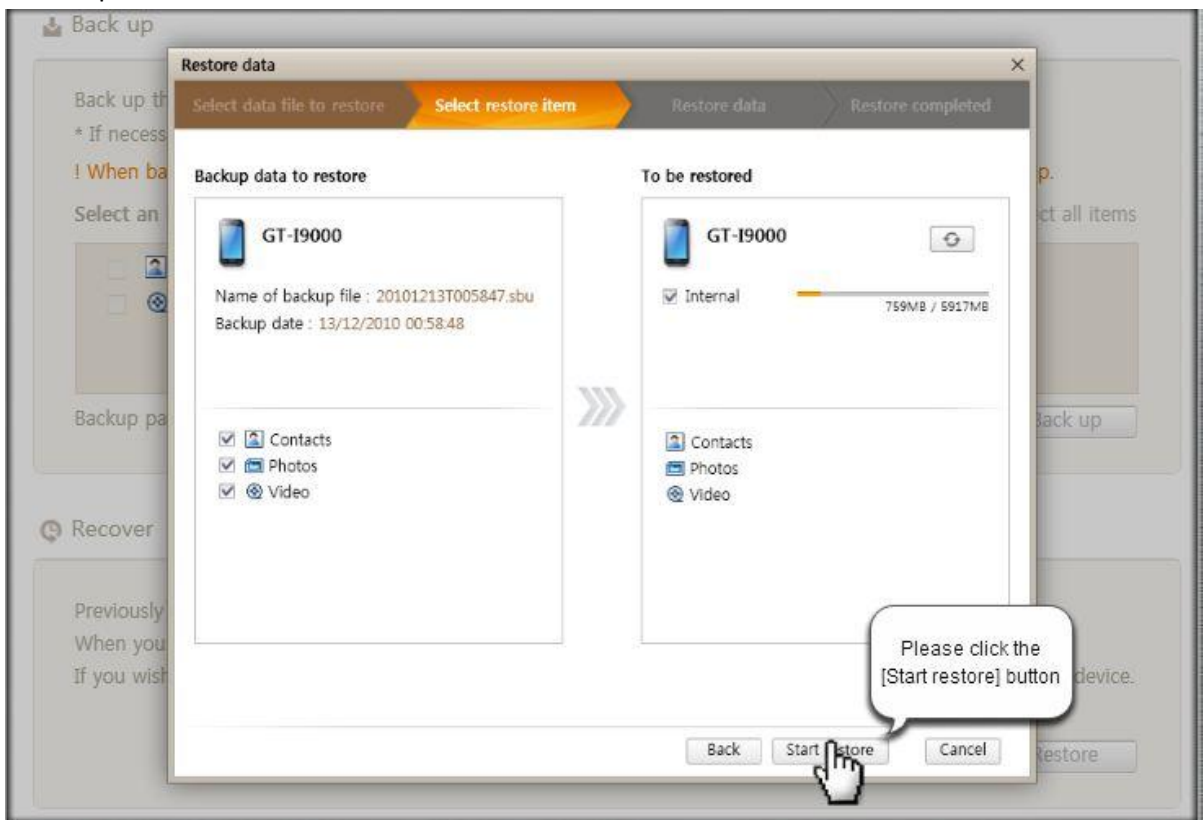 Back up
Restore data
Select data file to restore
Select restore item
Restore data
Restore completed
Back up th
* If necess
! When ba
p.
Select an
ct all items
Backup data to restore
To be restored
GT-I9000
GT-I9000
Name of backup file : 20101213T005847.sbu
Backup date : 13/12/2010 00:58:48
Internal
759MB / 5917MB
Backup pa
Back up
Contacts
Photos
Video
Contacts
Photos
Video
Recover
Previously
When you
If you wish
device.
Please click the
[Start restore] button
Back
Start restore
Cancel
Restore